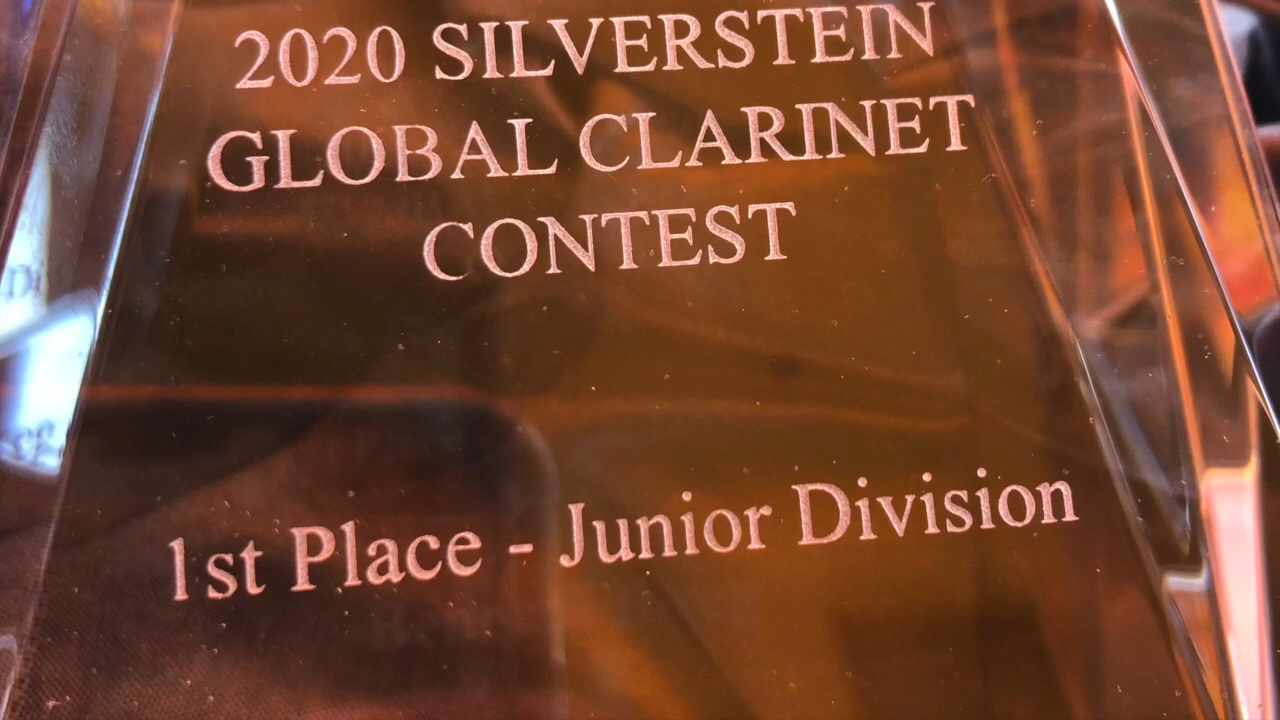 2020 SILVERSTEIN
GLOBAL CLARINET
CONTEST
1st Place - Junior Division